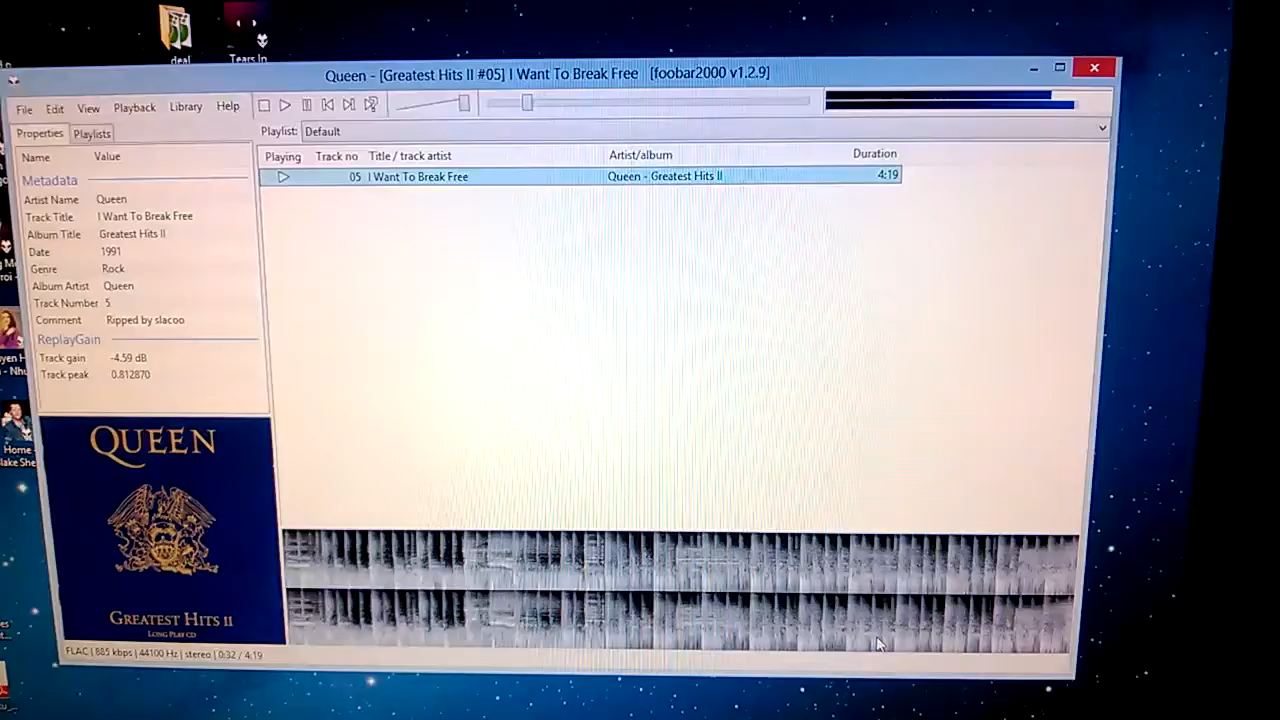 deal
Tears In
Queen - [Greatest Hits II #05] I Want To Break Free [foobar2000 v1.2.9]
File Edit View Playback Library Help
Properties Playlists
Playlist: Default
Name Value
Playing Track no Title / track artist Artist/album Duration
05 I Want To Break Free Queen - Greatest Hits II 4:19
Metadata
Artist Name Queen
Track Title I Want To Break Free
Album Title Greatest Hits II
Date 1991
Genre Rock
Album Artist Queen
Track Number 5
Comment Ripped by slacoo
ReplayGain
Track gain -4.59 dB
Track peak 0.812870
QUEEN
GREATEST HITS II
LONG PLAY CD
FLAC | 885 kbps | 44100 Hz | stereo | 0:32 / 4:19
Home